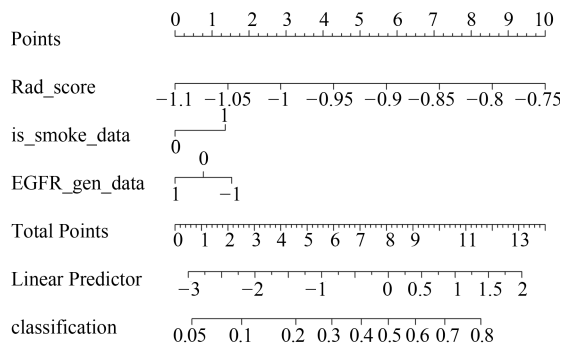 Points 0 1 2 3 4 5 6 7 8 9 10
Rad_score −1.1 −1.05 −1 −0.95 −0.9 −0.85 −0.8 −0.75
1
is_smoke_data
0
0
EGFR_gen_data
1 −1
Total Points 0 1 2 3 4 5 6 7 8 9 11 13
Linear Predictor −3 −2 −1 0 0.5 1 1.5 2
classification 0.05 0.1 0.2 0.3 0.4 0.5 0.6 0.7 0.8